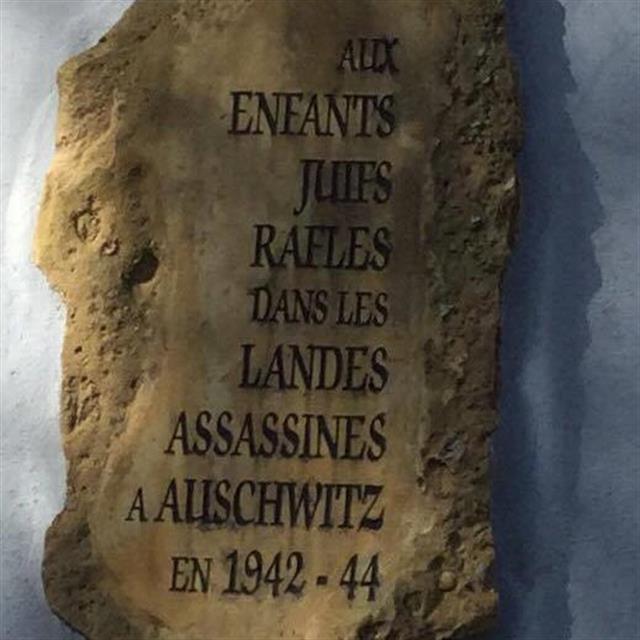 AUX
ENFANTS
JUIFS
RAFLES
DANS LES
LANDES
ASSASSINES
A AUSCHWITZ
EN 1942 - 44